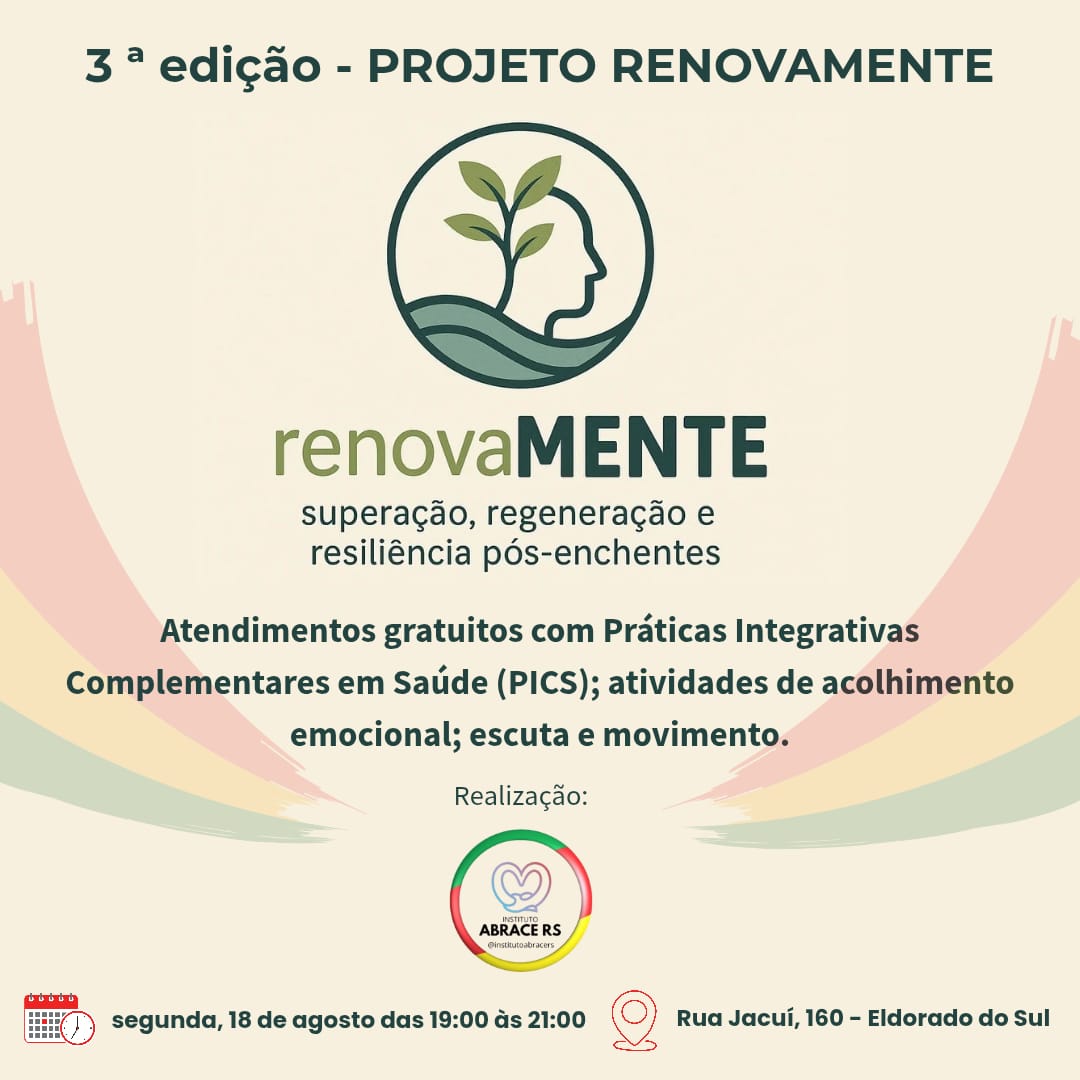 3 ª edição - PROJETO RENOVAMENTE
renovaMENTE
superação, regeneração e
resiliência pós-enchentes
Atendimentos gratuitos com Práticas Integrativas
Complementares em Saúde (PICS); atividades de acolhimento
emocional; escuta e movimento.
Realização:
INSTITUTO
ABRACE RS
@institutoabracers
segunda, 18 de agosto das 19:00 às 21:00
Rua Jacuí, 160 - Eldorado do Sul